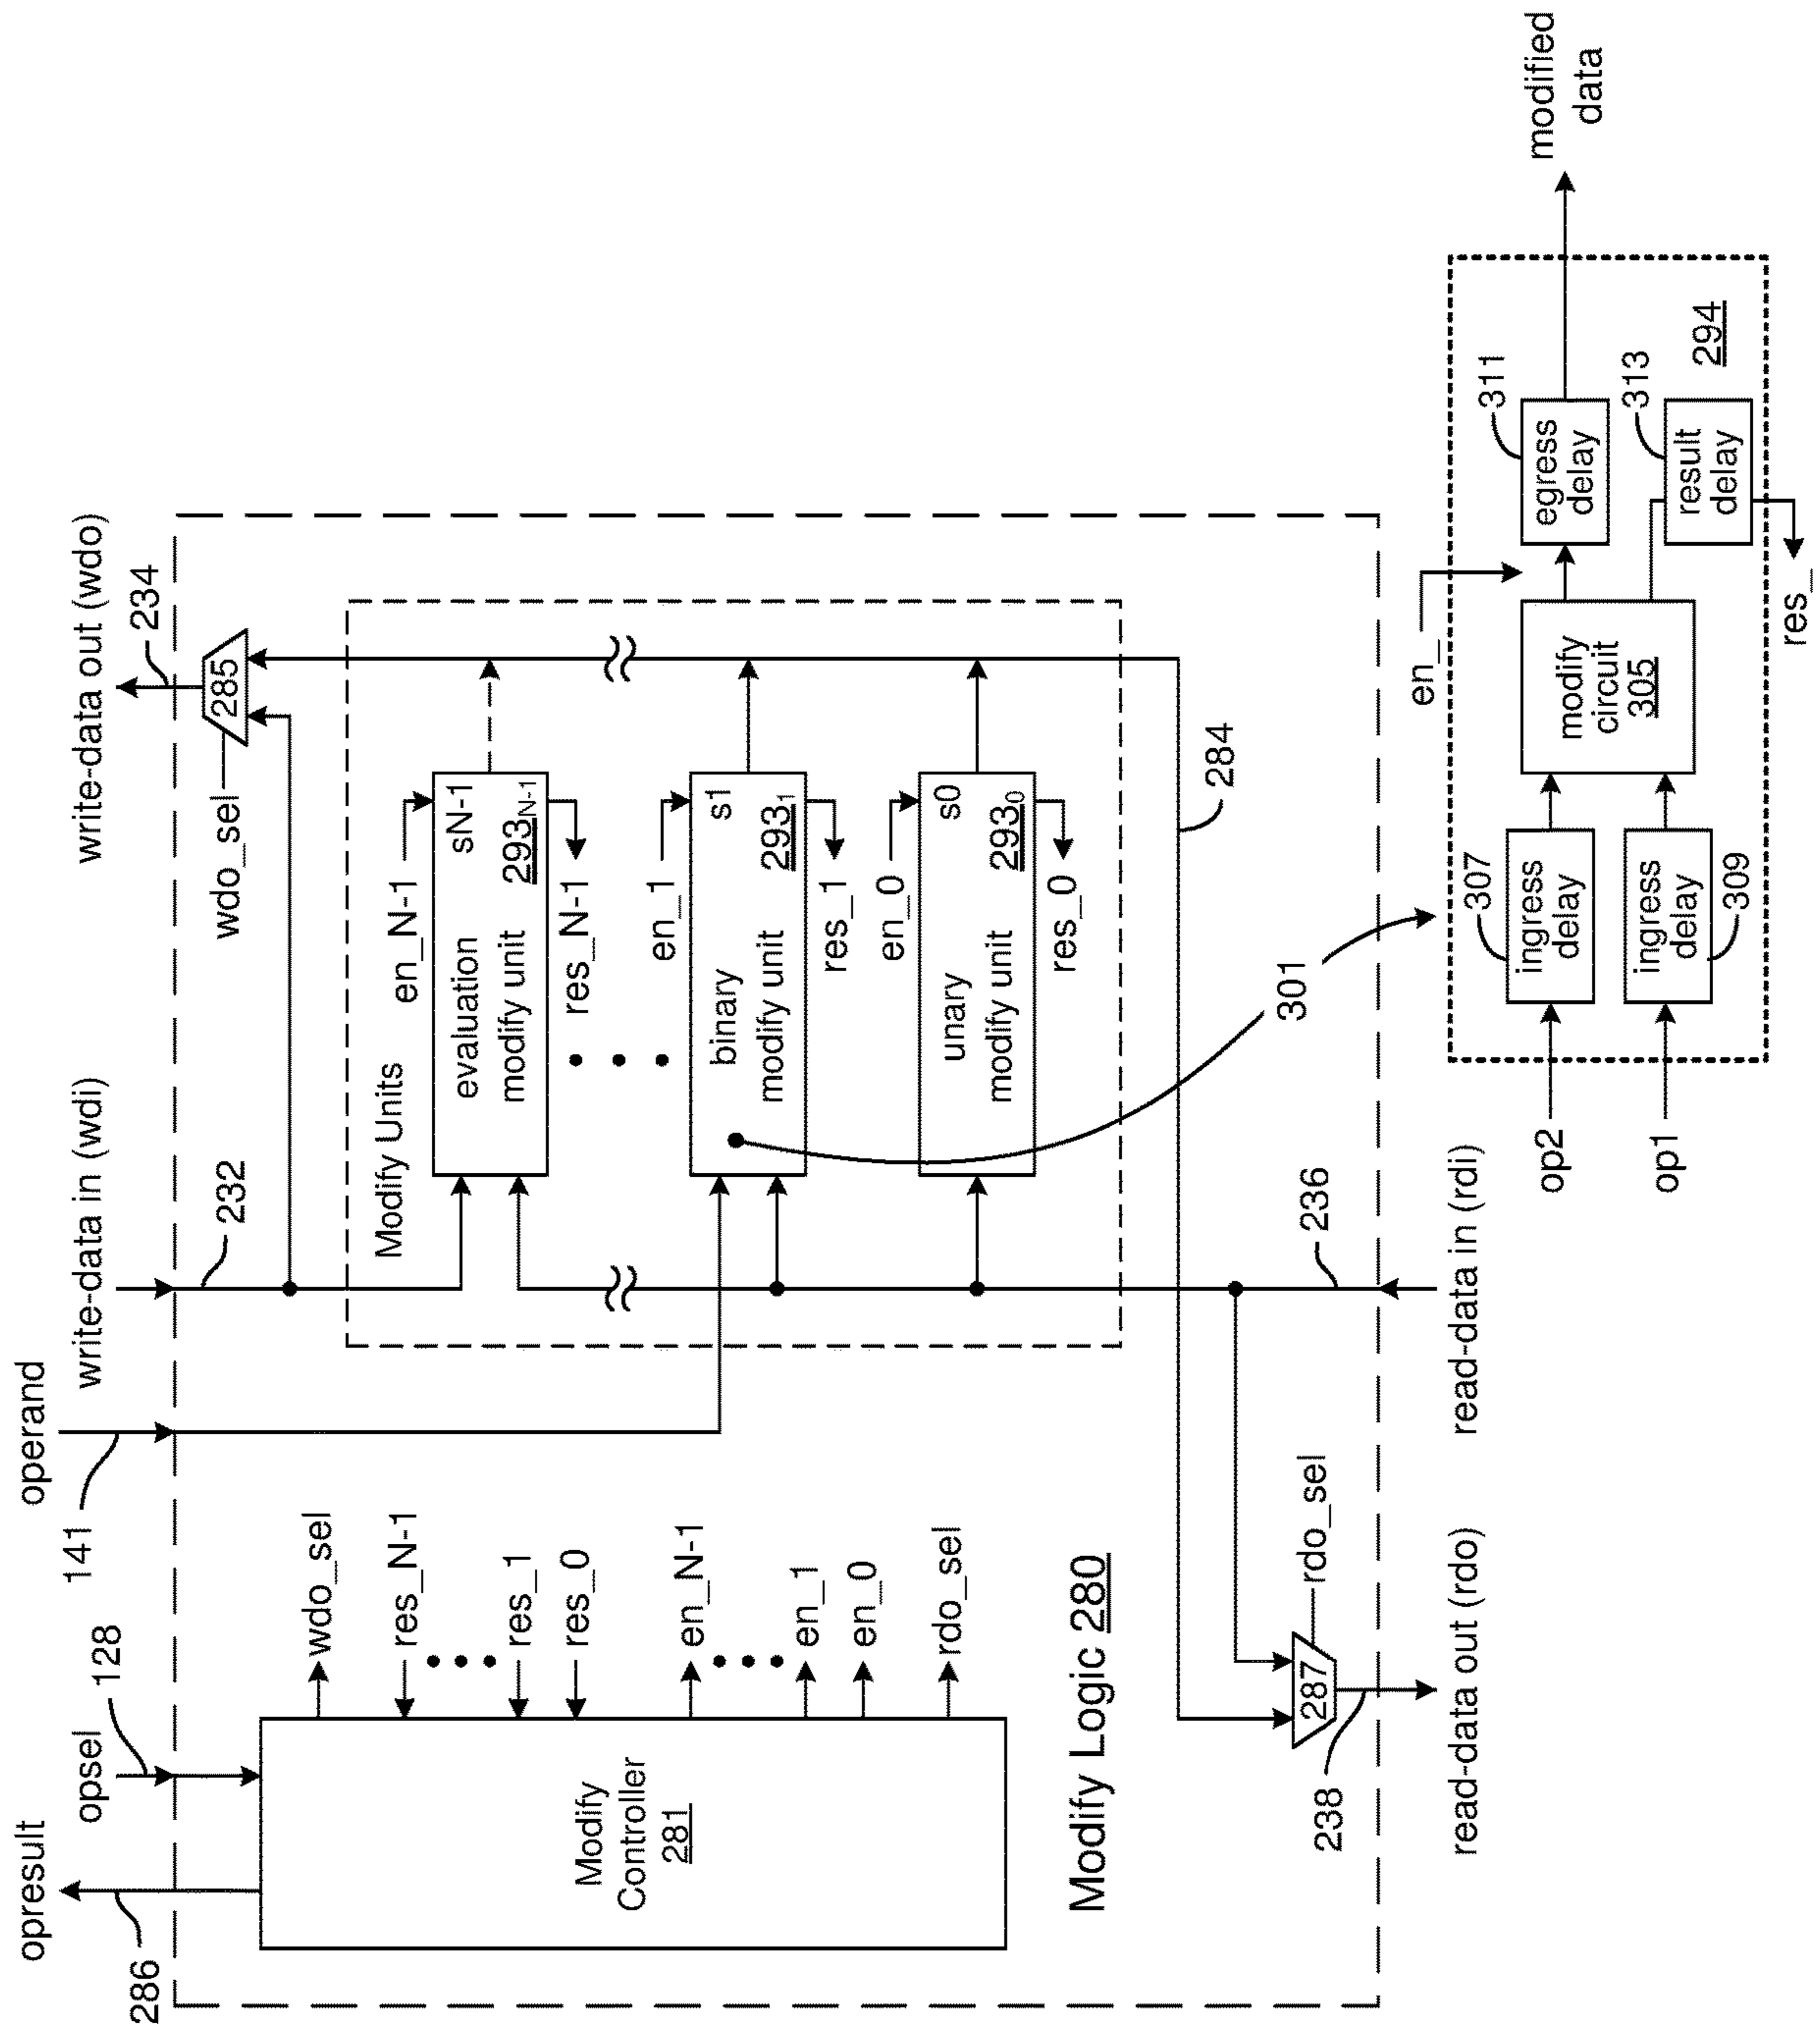 opresult
286
opsel
128
141
operand
write-data in (wdi)
232
write-data out (wdo)
234
285
wdo_sel
Modify
Controller
281
wdo_sel
res_N-1
res_1
res_0
en_N-1
en_1
en_0
rdo_sel
Modify Logic 280
Modify Units
evaluation
modify unit
sN-1
293N-1
en_N-1
res_N-1
binary
modify unit
s1
293₁
en_1
res_1
unary
modify unit
s0
293₀
en_0
res_0
284
301
236
287
rdo_sel
238
read-data out (rdo)
read-data in (rdi)
op2
op1
ingress
delay
307
ingress
delay
309
modify
circuit
305
en_
egress
delay
311
result
delay
313
294
res_
modified
data